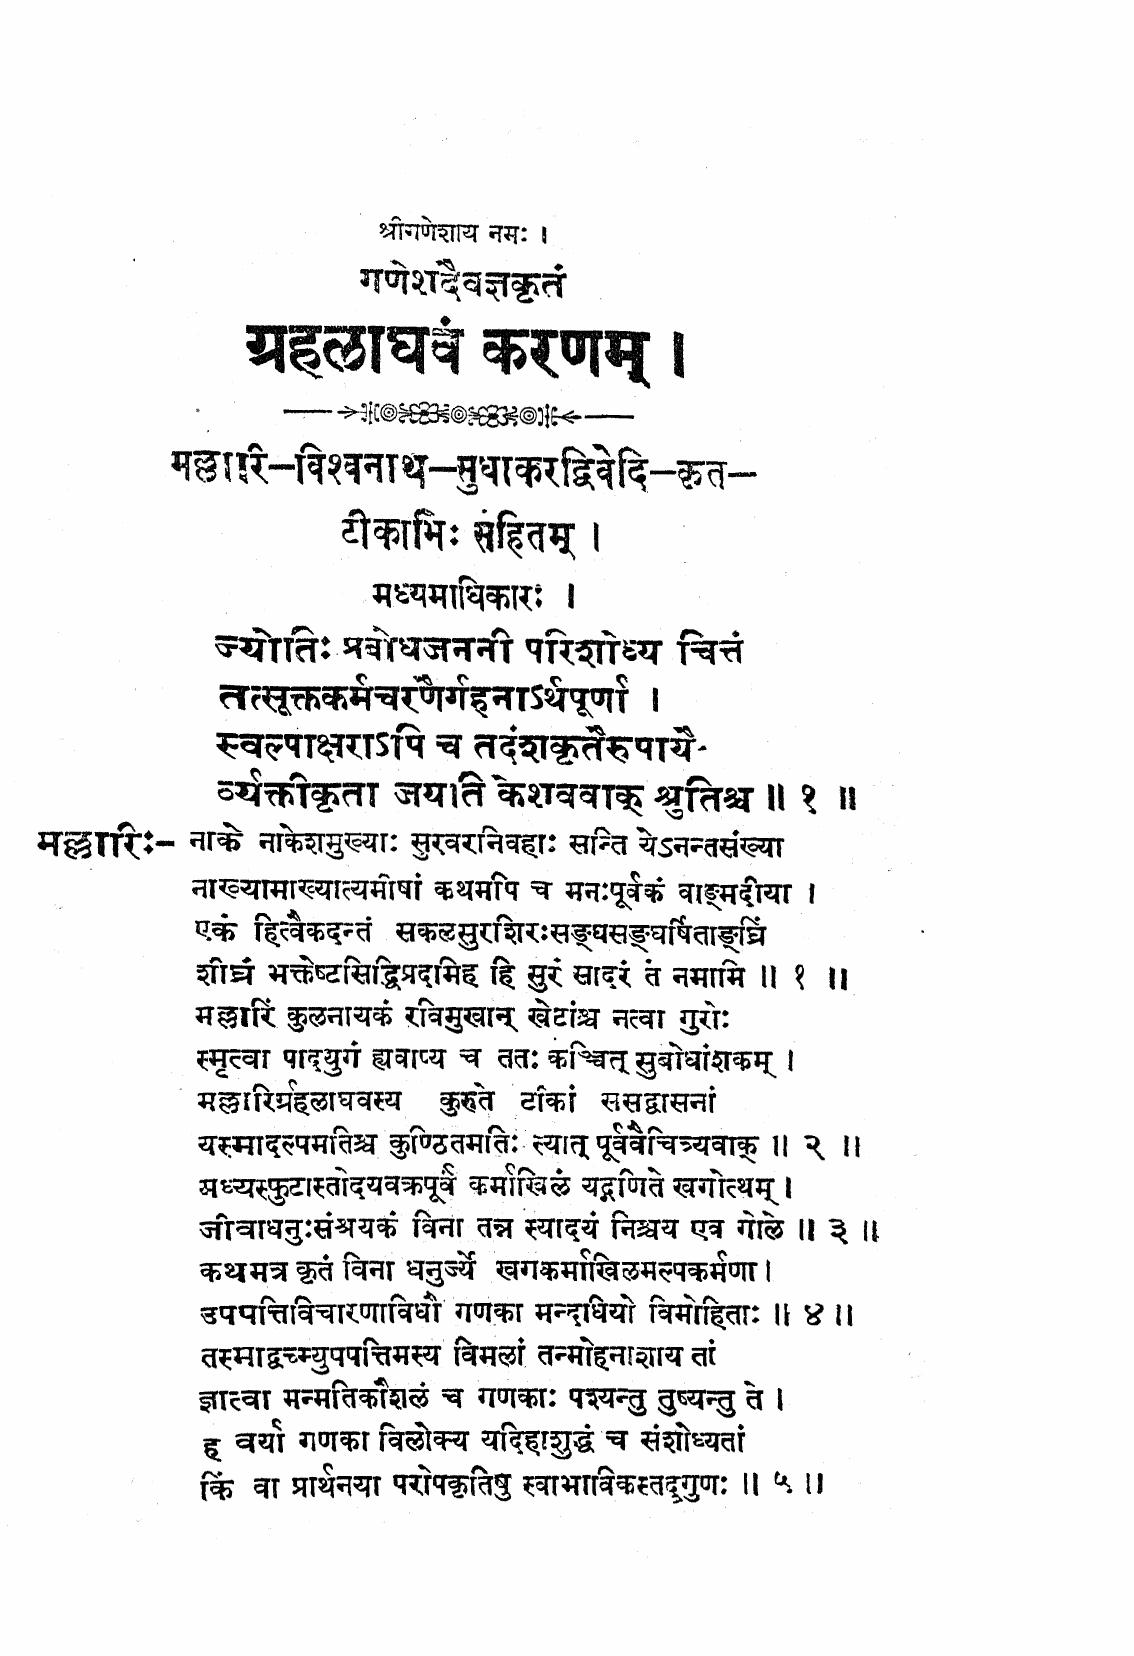 श्रीगणेशाय नमः ।
गणेशदैवज्ञकृतं
ग्रहलाघवं करणम् ।
मल्लारि—विश्वनाथ—सुधाकरद्विवेदि—कृत—
टीकाभिः संहितम् ।
मध्यमाधिकारः ।
ज्योतिः प्रबोधजननी परिशोध्य चित्तं
तत्सूक्तकर्मचरणैर्गहनाऽर्थपूर्णा ।
स्वल्पाक्षराऽपि च तदंशकृतैरुपायै-
र्व्यक्तीकृता जयति केशववाक् श्रुतिश्च ॥ १ ॥
मल्लारिः— नाके नाकेशमुख्याः सुरवरनिवहाः सन्ति येऽनन्तसंख्या
नाख्यामाख्यात्यमीषां कथमपि च मनःपूर्वकं वाङ्मदीया ।
एकं हित्वैकदन्तं सकलसुरशिरःसङ्घसङ्घर्षिताङ्घ्रिं
शीघ्रं भक्तेष्टसिद्धिप्रदमिह हि सुरं सादरं तं नमामि ॥ १ ॥
मल्लारिं कुलनायकं रविमुखान् खेटांश्च नत्वा गुरोः
स्मृत्वा पादयुगं ह्यवाप्य च ततः कञ्चित् सुबोधांशकम् ।
मल्लारिर्ग्रहलाघवस्य कुरुते टीकां ससद्वासनां
यस्मादल्पमतिश्च कुण्ठितमतिः स्यात् पूर्ववैचित्र्यवाक् ॥ २ ॥
मध्यस्फुटास्तोदयवक्रपूर्वं कर्माखिलं यद्गणिते खगोत्थम् ।
जीवाधनुःसंश्रयकं विना तन्न स्यादयं निश्चय एव गोले ॥ ३ ॥
कथमत्र कृतं विना धनुर्ज्ये खगकर्माखिलमल्पकर्मणा ।
उपपत्तिविचारणाविधौ गणका मन्दधियो विमोहिताः ॥ ४ ॥
तस्माद्वच्म्युपपत्तिमस्य विमलां तन्मोहनाशाय तां
ज्ञात्वा मन्मतिकौशलं च गणकाः पश्यन्तु तुष्यन्तु ते ।
ह वर्या गणका विलोक्य यदिहाशुद्धं च संशोध्यतां
किं वा प्रार्थनया परोपकृतिषु स्वाभाविकस्तद्गुणः ॥ ५ ॥